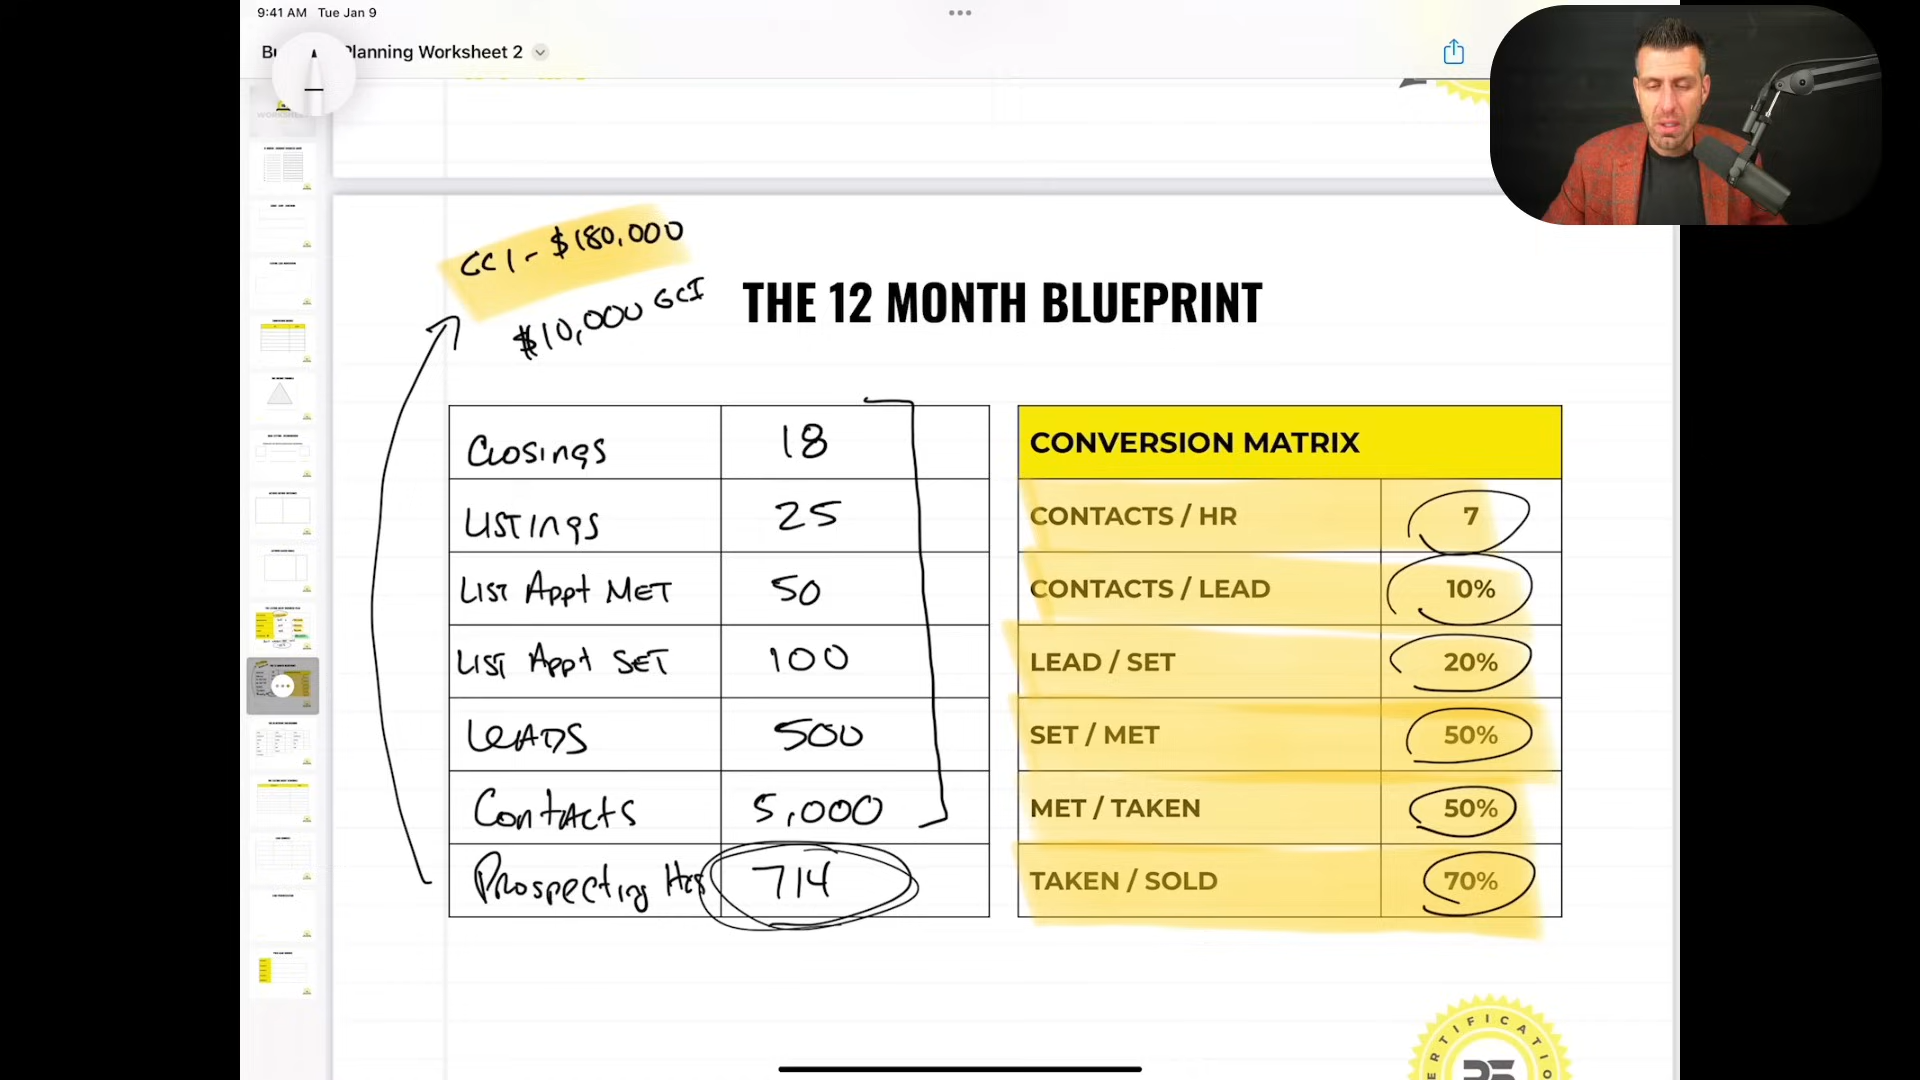 9:41 AM Tue Jan 9
Planning Worksheet 2
GCI - $180,000
$10,000 GCI
THE 12 MONTH BLUEPRINT
Closings 18
Listings 25
List Appt MET 50
List Appt SET 100
LEADS 500
Contacts 5,000
Prospecting Hrs 714
CONVERSION MATRIX
CONTACTS / HR 7
CONTACTS / LEAD 10%
LEAD / SET 20%
SET / MET 50%
MET / TAKEN 50%
TAKEN / SOLD 70%